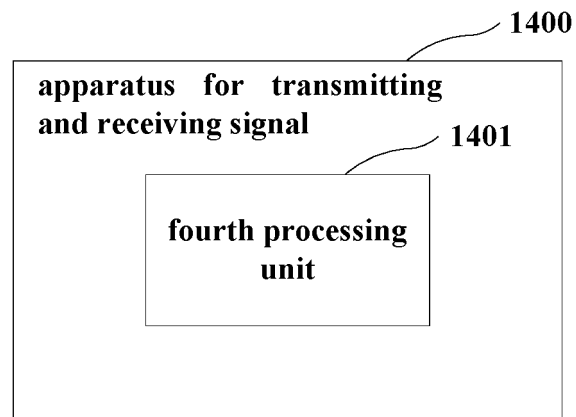 1400
apparatus for transmitting
and receiving signal
1401
fourth processing
unit